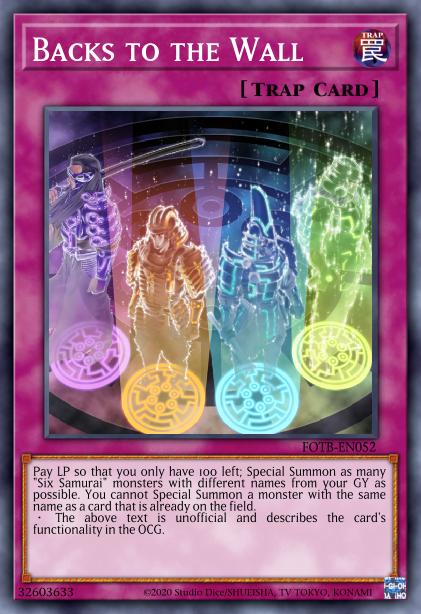 BACKS TO THE WALL
TRAP
罠
[TRAP CARD]
FOTB-EN052
Pay LP so that you only have 100 left; Special Summon as many
"Six Samurai" monsters with different names from your GY as
possible. You cannot Special Summon a monster with the same
name as a card that is already on the field.
· The above text is unofficial and describes the card's
functionality in the OCG.
32603633
©2020 Studio Dice/SHUEISHA, TV TOKYO, KONAMI